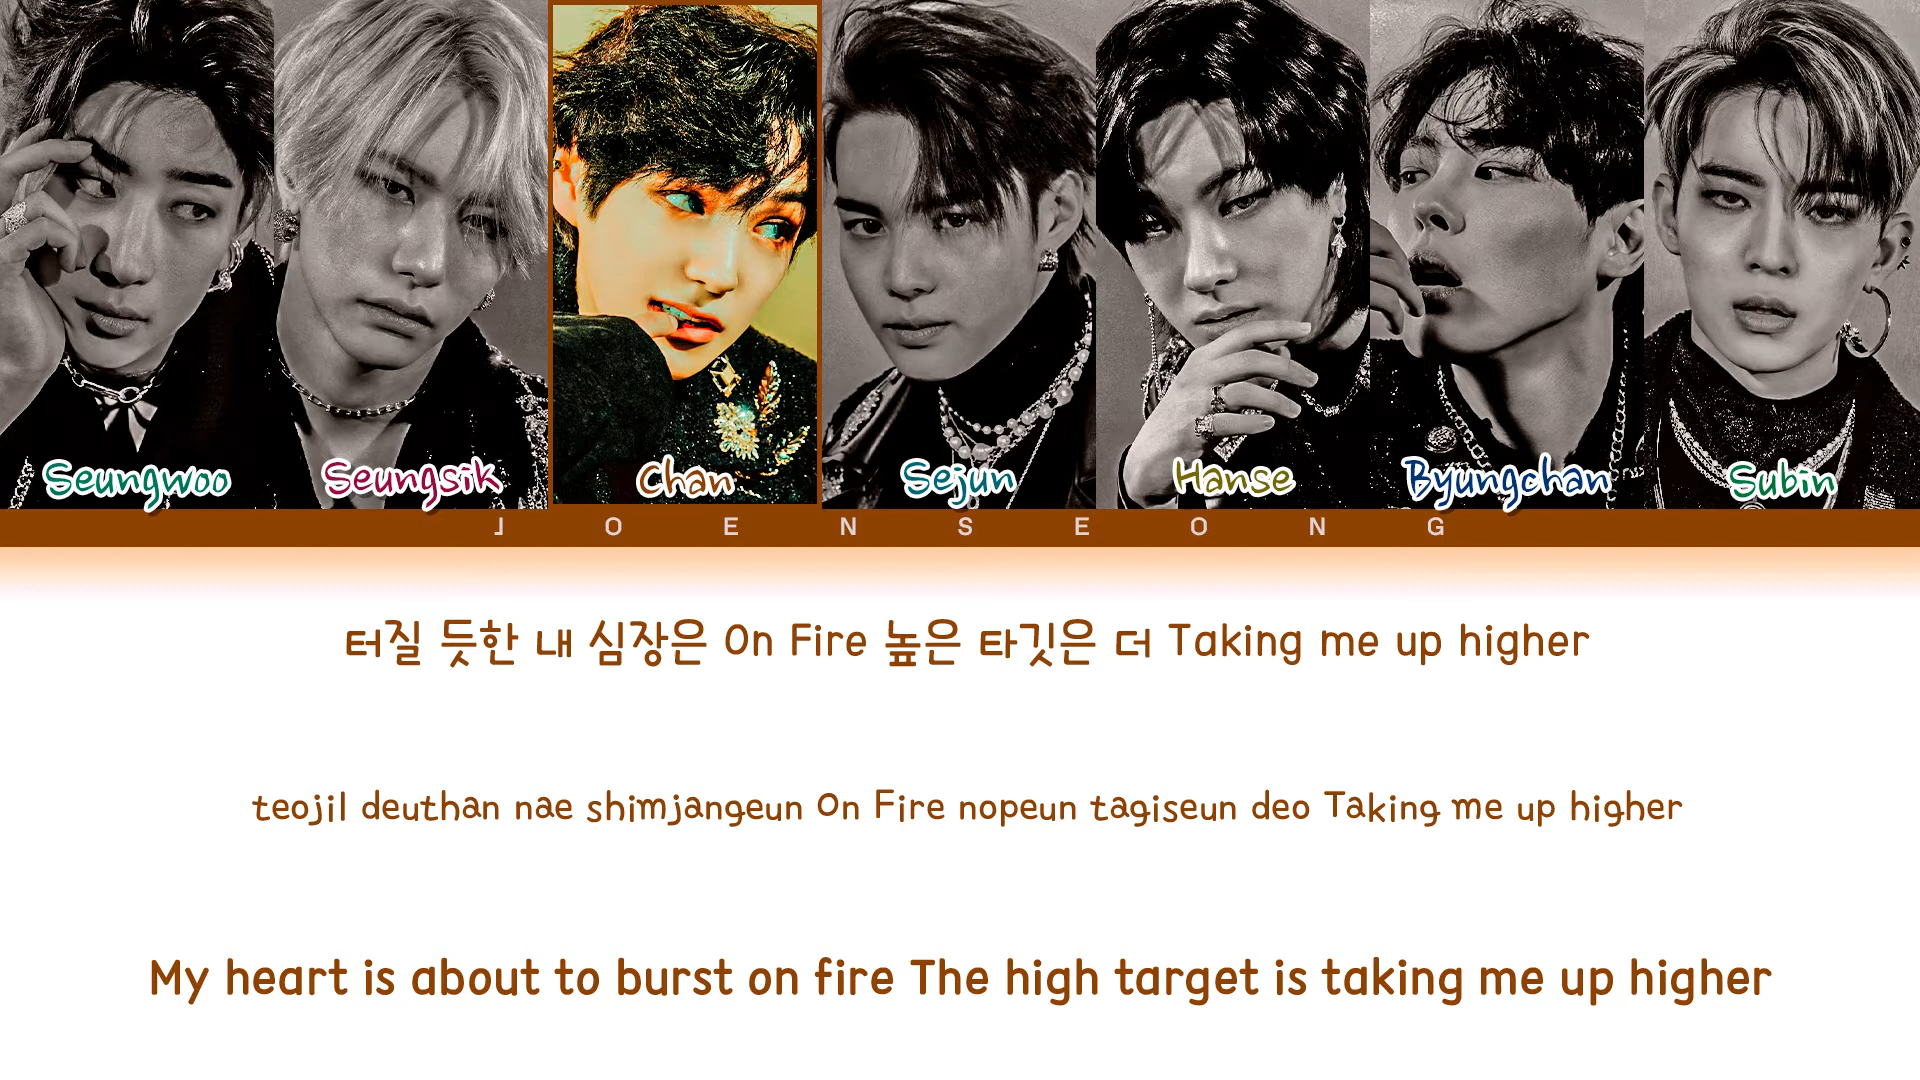 Seungwoo Seungsik Chan Sejun Hanse Byungchan Subin
JOENSEONG
터질 듯한 내 심장은 On Fire 높은 타깃은 더 Taking me up higher
teojil deuthan nae shimjangeun On Fire nopeun tagiseun deo Taking me up higher
My heart is about to burst on fire The high target is taking me up higher